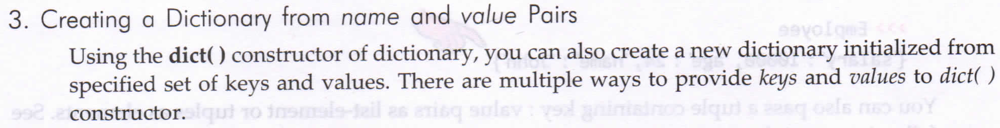 3. Creating a Dictionary from name and value Pairs
Using the dict( ) constructor of dictionary, you can also create a new dictionary initialized from
specified set of keys and values. There are multiple ways to provide keys and values to dict( )
constructor.